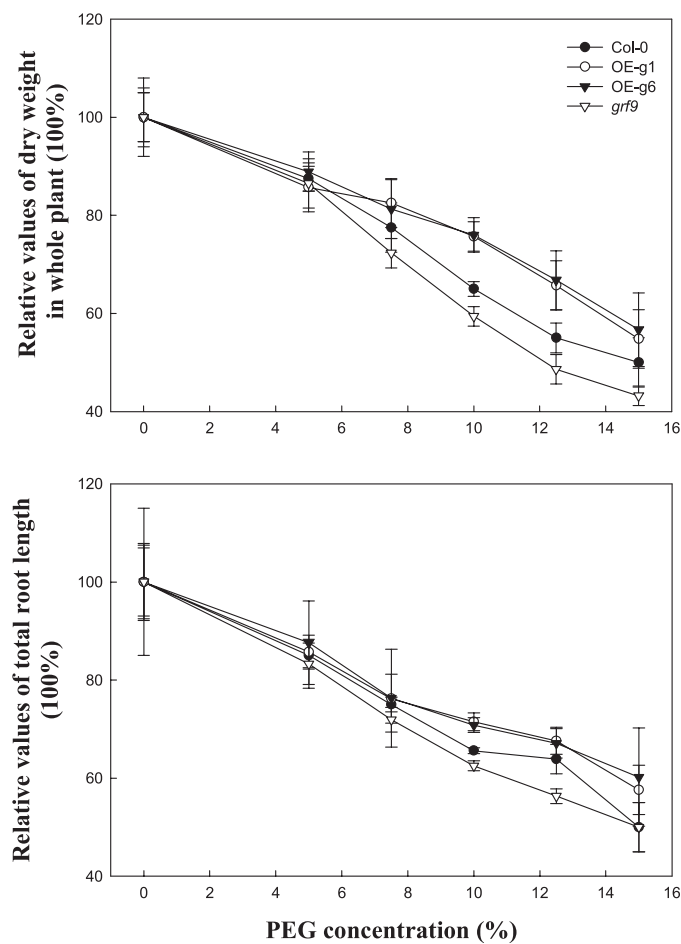 120
100
80
60
40
Relative values of dry weight
in whole plant (100%)
Col-0
OE-g1
OE-g6
grf9
0 2 4 6 8 10 12 14 16
120
100
80
60
40
Relative values of total root length
(100%)
0 2 4 6 8 10 12 14 16
PEG concentration (%)